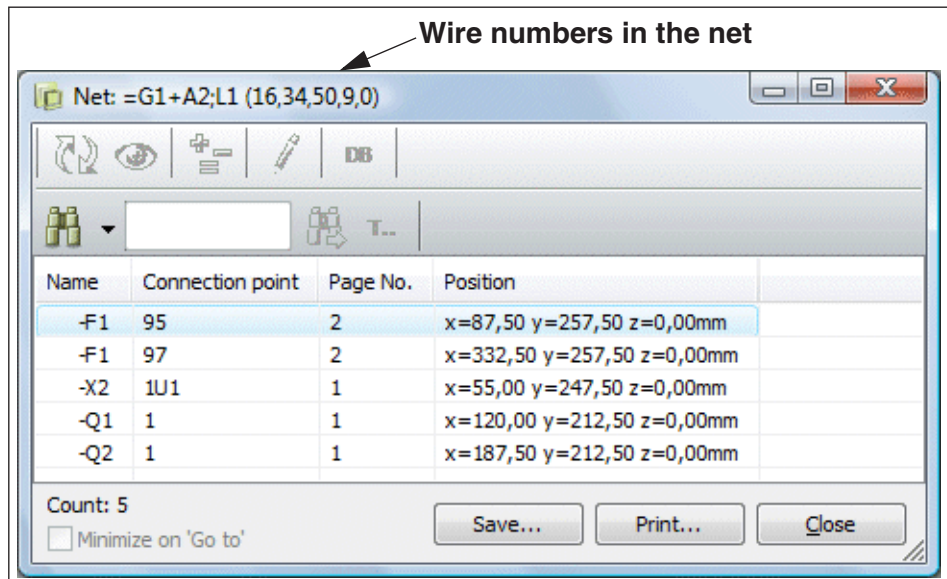 Wire numbers in the net
Net: =G1+A2;L1 (16,34,50,9,0)
DB
T...
Name Connection point Page No. Position
-F1 95 2 x=87,50 y=257,50 z=0,00mm
-F1 97 2 x=332,50 y=257,50 z=0,00mm
-X2 1U1 1 x=55,00 y=247,50 z=0,00mm
-Q1 1 1 x=120,00 y=212,50 z=0,00mm
-Q2 1 1 x=187,50 y=212,50 z=0,00mm
Count: 5
Minimize on 'Go to'
Save... Print... Close